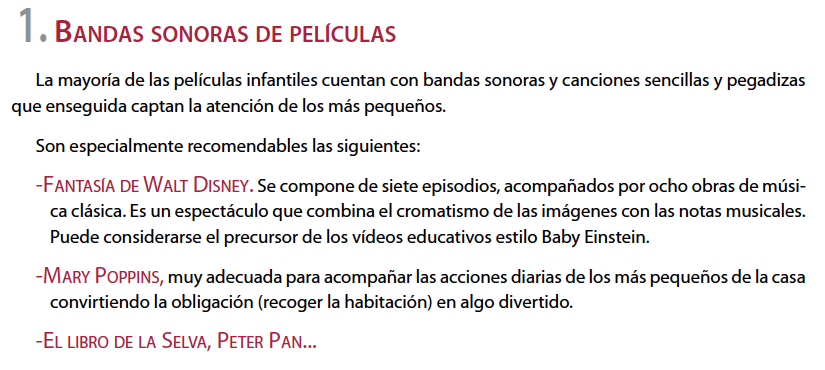 1. BANDAS SONORAS DE PELÍCULAS
La mayoría de las películas infantiles cuentan con bandas sonoras y canciones sencillas y pegadizas
que enseguida captan la atención de los más pequeños.
Son especialmente recomendables las siguientes:
-FANTASÍA DE WALT DISNEY. Se compone de siete episodios, acompañados por ocho obras de músi-
ca clásica. Es un espectáculo que combina el cromatismo de las imágenes con las notas musicales.
Puede considerarse el precursor de los vídeos educativos estilo Baby Einstein.
-MARY POPPINS, muy adecuada para acompañar las acciones diarias de los más pequeños de la casa
convirtiendo la obligación (recoger la habitación) en algo divertido.
-EL LIBRO DE LA SELVA, PETER PAN...